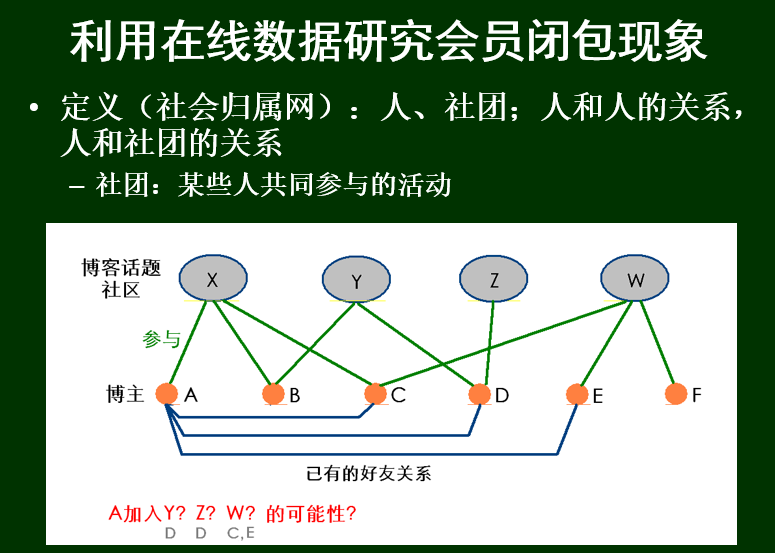 利用在线数据研究会员闭包现象
• 定义（社会归属网）：人、社团；人和人的关系，
人和社团的关系
– 社团：某些人共同参与的活动
博客话题
社区
X Y Z W
参与
博主 A B C D E F
已有的好友关系
A加入Y? Z? W? 的可能性?
D D C,E